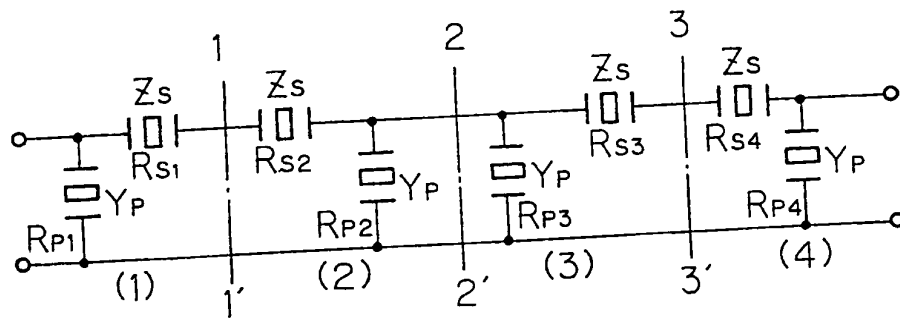 1 2 3
Zs Zs Zs Zs
Rs1 Rs2 Rs3 Rs4
Yp Yp Yp Yp
Rp1 Rp2 Rp3 Rp4
(1) (2) (3) (4)
1' 2' 3'